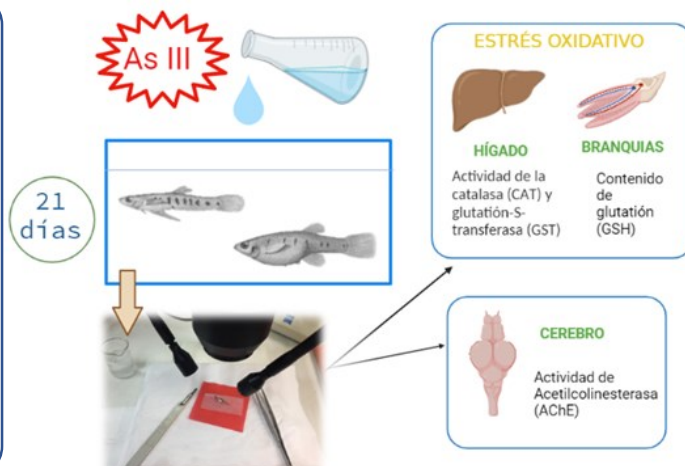 As III
21
días
ESTRÉS OXIDATIVO
HÍGADO
Actividad de la
catalasa (CAT) y
glutatión-S-
transferasa (GST)
BRANQUIAS
Contenido
de
glutatión
(GSH)
CEREBRO
Actividad de
Acetilcolinesterasa
(AChE)